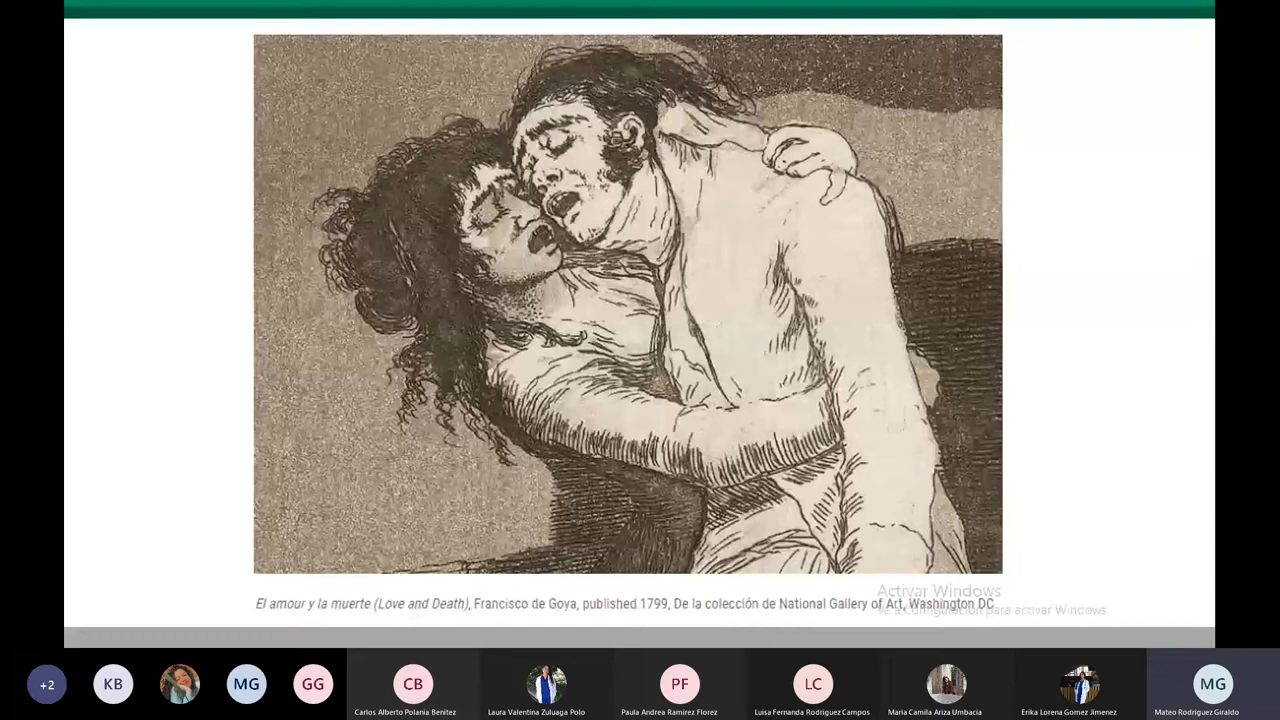 El amour y la muerte (Love and Death), Francisco de Goya, published 1799, De la colección de National Gallery of Art, Washington DC
Activar Windows
Ve a Configuración para activar Windows.
+2
KB
MG
GG
CB
PF
LC
MG
Carlos Alberto Polania Benitez
Laura Valentina Zuluaga Polo
Paula Andrea Ramirez Florez
Luisa Fernanda Rodriguez Campos
Maria Camila Ariza Umbacia
Erika Lorena Gomez Jimenez
Mateo Rodriguez Giraldo